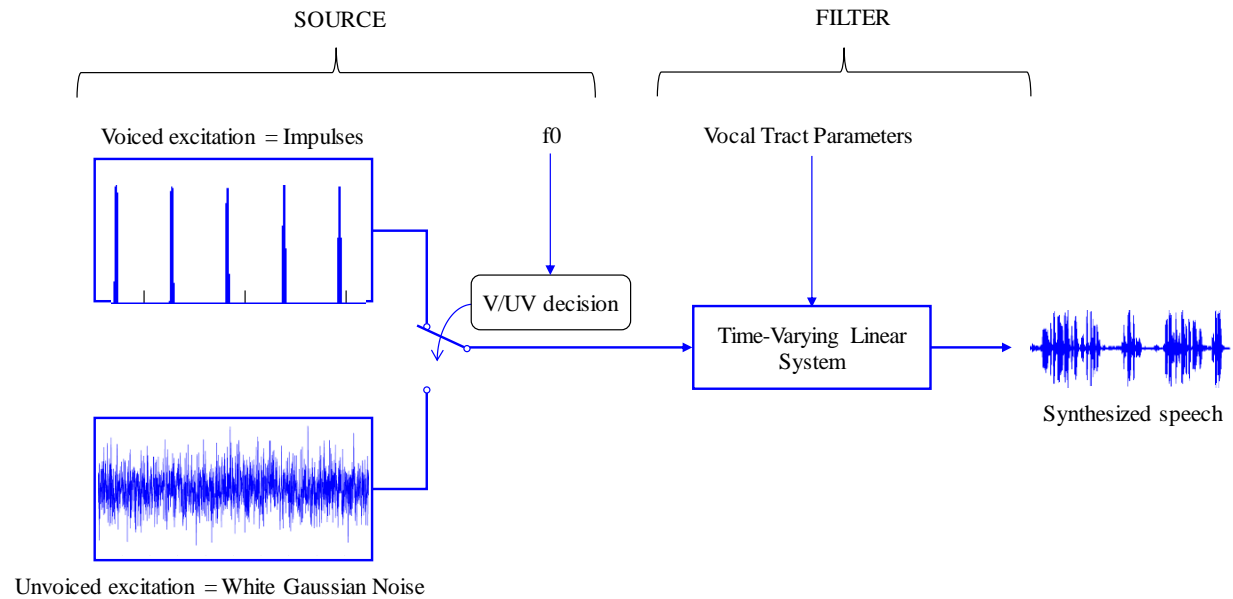 SOURCE
FILTER
Voiced excitation = Impulses
f0
Vocal Tract Parameters
V/UV decision
Time-Varying Linear
System
Synthesized speech
Unvoiced excitation = White Gaussian Noise